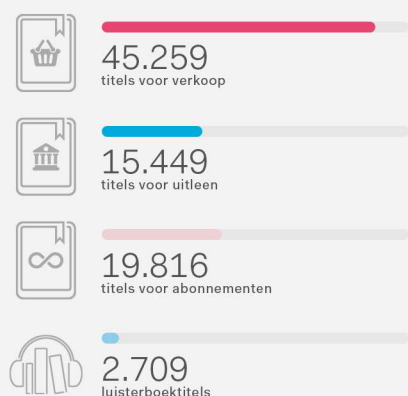 45.259
titels voor verkoop
15.449
titels voor uitleen
19.816
titels voor abonnementen
2.709
luisterboektitels